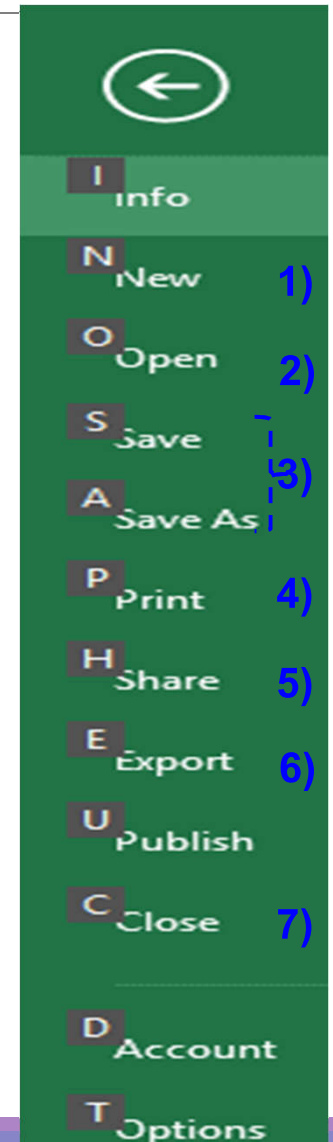 I
Info
N
New 1)
O
Open 2)
S
Save
3)
A
Save As
P
Print 4)
H
Share 5)
E
Export 6)
U
Publish
C
Close 7)
D
Account
T
Options